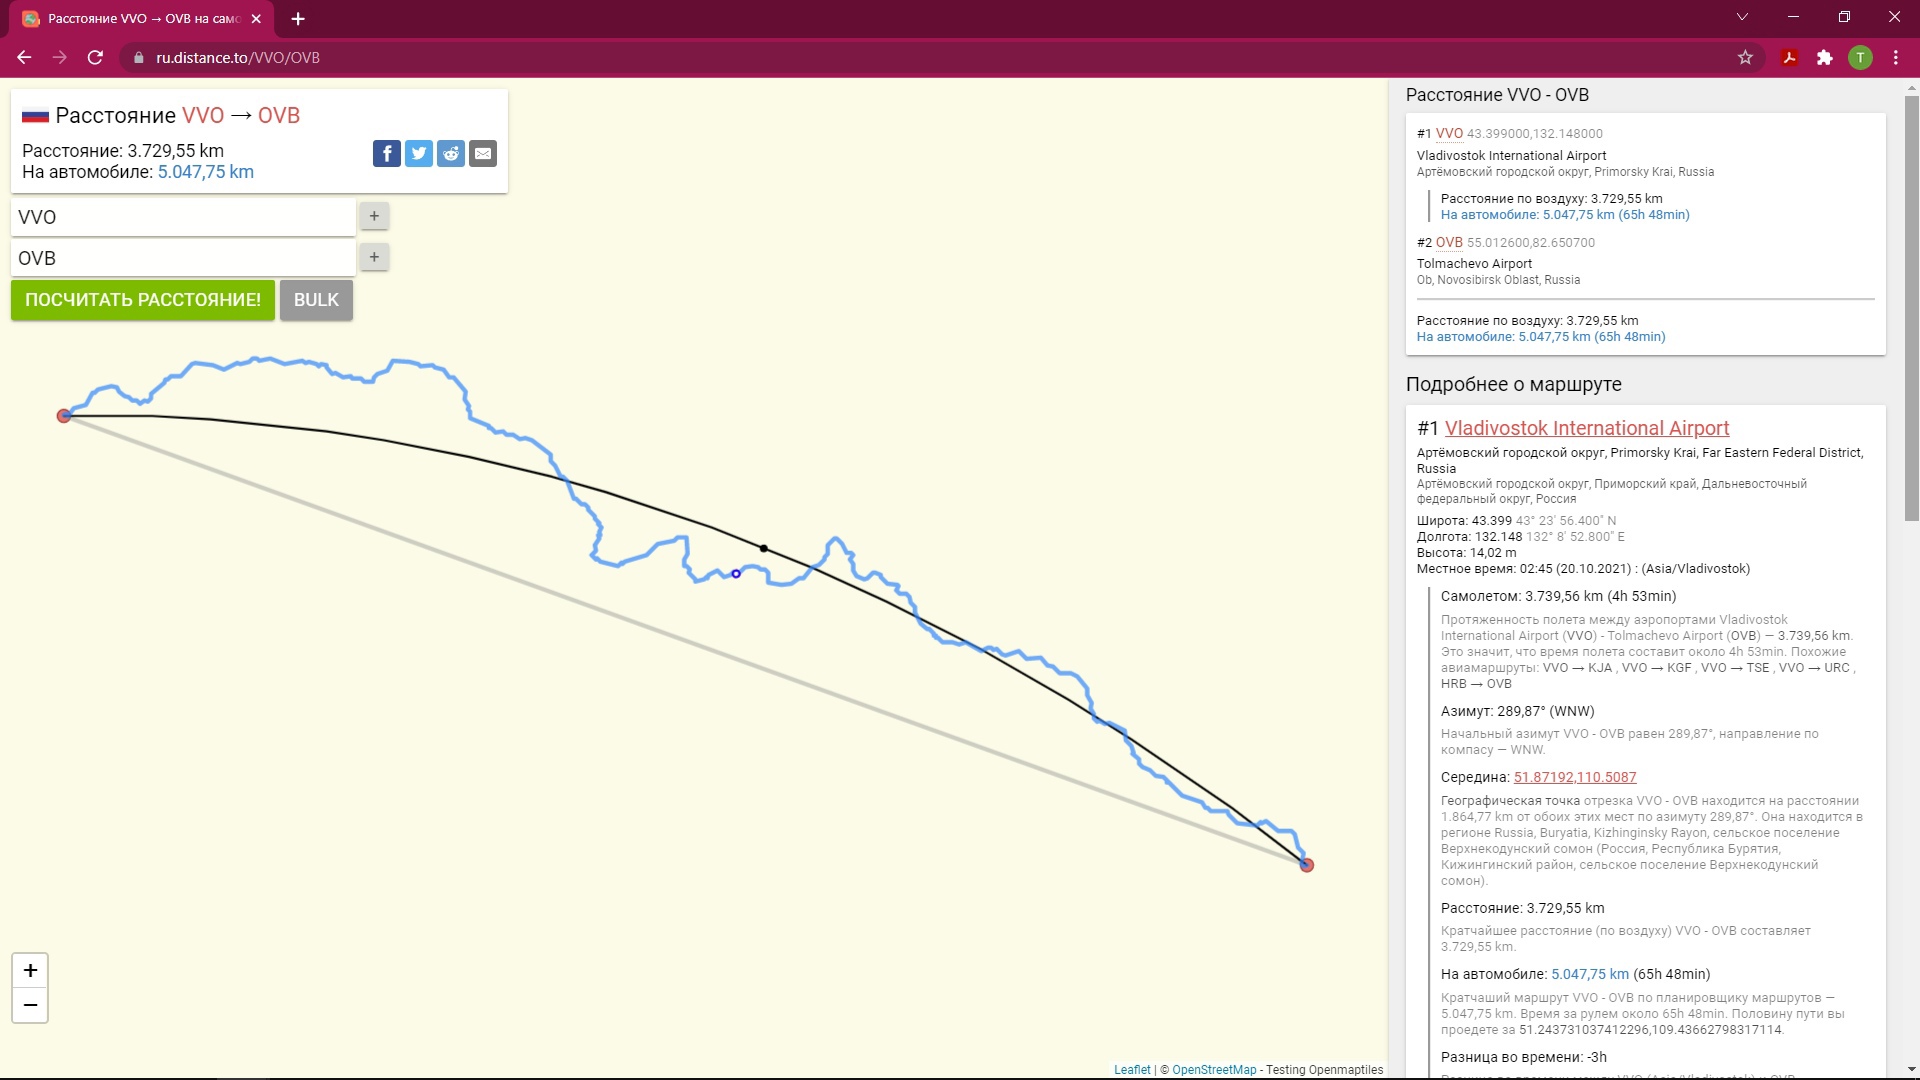 Расстояние VVO → OVB на само
ru.distance.to/VVO/OVB
T
Расстояние VVO → OVB
Расстояние: 3.729,55 km
На автомобиле: 5.047,75 km
VVO
+
OVB
+
ПОСЧИТАТЬ РАССТОЯНИЕ!
BULK
+
−
Leaflet | © OpenStreetMap - Testing Openmaptiles
Расстояние VVO - OVB
#1 VVO 43.399000,132.148000
Vladivostok International Airport
Артёмовский городской округ, Primorsky Krai, Russia
Расстояние по воздуху: 3.729,55 km
На автомобиле: 5.047,75 km (65h 48min)
#2 OVB 55.012600,82.650700
Tolmachevo Airport
Ob, Novosibirsk Oblast, Russia
Расстояние по воздуху: 3.729,55 km
На автомобиле: 5.047,75 km (65h 48min)
Подробнее о маршруте
#1 Vladivostok International Airport
Артёмовский городской округ, Primorsky Krai, Far Eastern Federal District,
Russia
Артёмовский городской округ, Приморский край, Дальневосточный
федеральный округ, Россия
Широта: 43.399 43° 23' 56.400" N
Долгота: 132.148 132° 8' 52.800" E
Высота: 14,02 m
Местное время: 02:45 (20.10.2021) : (Asia/Vladivostok)
Самолетом: 3.739,56 km (4h 53min)
Протяженность полета между аэропортами Vladivostok
International Airport (VVO) - Tolmachevo Airport (OVB) — 3.739,56 km.
Это значит, что время полета составит около 4h 53min. Похожие
авиамаршруты: VVO → KJA , VVO → KGF , VVO → TSE , VVO → URC ,
HRB → OVB
Азимут: 289,87° (WNW)
Начальный азимут VVO - OVB равен 289,87°, направление по
компасу — WNW.
Середина: 51.87192,110.5087
Географическая точка отрезка VVO - OVB находится на расстоянии
1.864,77 km от обоих этих мест по азимуту 289,87°. Она находится в
регионе Russia, Buryatia, Kizhinginsky Rayon, сельское поселение
Верхнекодунский сомон (Россия, Республика Бурятия,
Кижингинский район, сельское поселение Верхнекодунский
сомон).
Расстояние: 3.729,55 km
Кратчайшее расстояние (по воздуху) VVO - OVB составляет
3.729,55 km.
На автомобиле: 5.047,75 km (65h 48min)
Кратчаший маршрут VVO - OVB по планировщику маршрутов —
5.047,75 km. Время за рулем около 65h 48min. Половину пути вы
проедете за 51.243731037412296,109.43662798317114.
Разница во времени: -3h